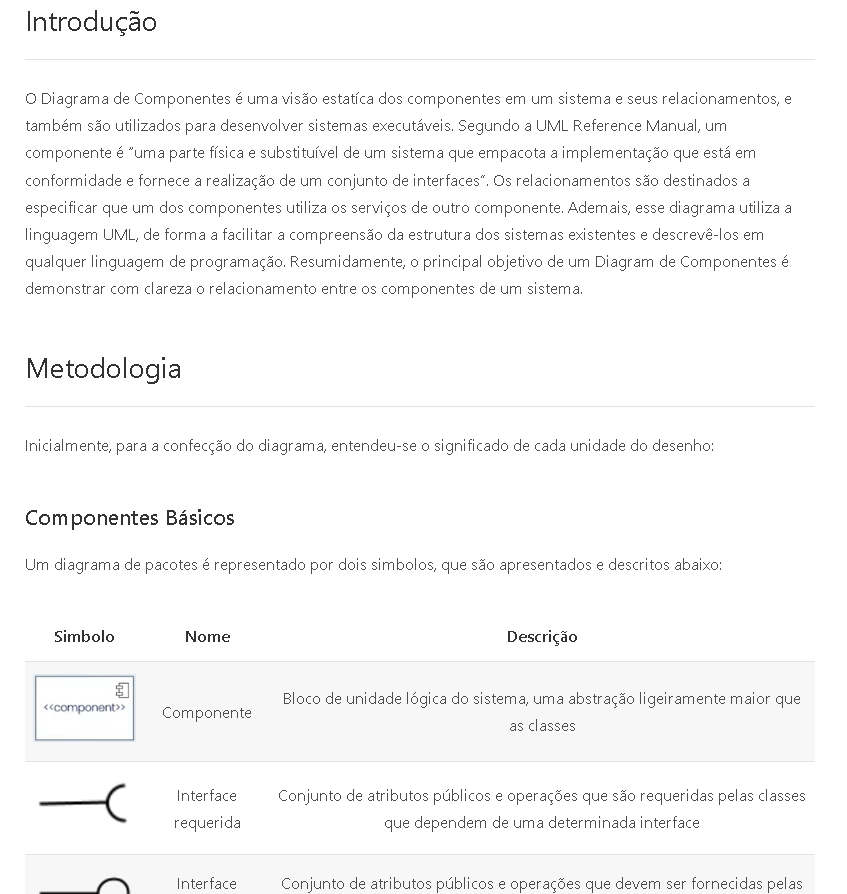 Introdução
O Diagrama de Componentes é uma visão estatíca dos componentes em um sistema e seus relacionamentos, e
também são utilizados para desenvolver sistemas executáveis. Segundo a UML Reference Manual, um
componente é “uma parte física e substituível de um sistema que empacota a implementação que está em
conformidade e fornece a realização de um conjunto de interfaces“. Os relacionamentos são destinados a
especificar que um dos componentes utiliza os serviços de outro componente. Ademais, esse diagrama utiliza a
linguagem UML, de forma a facilitar a compreensão da estrutura dos sistemas existentes e descrevê-los em
qualquer linguagem de programação. Resumidamente, o principal objetivo de um Diagram de Componentes é
demonstrar com clareza o relacionamento entre os componentes de um sistema.
Metodologia
Inicialmente, para a confecção do diagrama, entendeu-se o significado de cada unidade do desenho:
Componentes Básicos
Um diagrama de pacotes é representado por dois simbolos, que são apresentados e descritos abaixo:
Simbolo Nome Descrição
<<component>> Componente Bloco de unidade lógica do sistema, uma abstração ligeiramente maior que
as classes
Interface Conjunto de atributos públicos e operações que são requeridas pelas classes
requerida que dependem de uma determinada interface
Interface Conjunto de atributos públicos e operações que devem ser fornecidas pelas